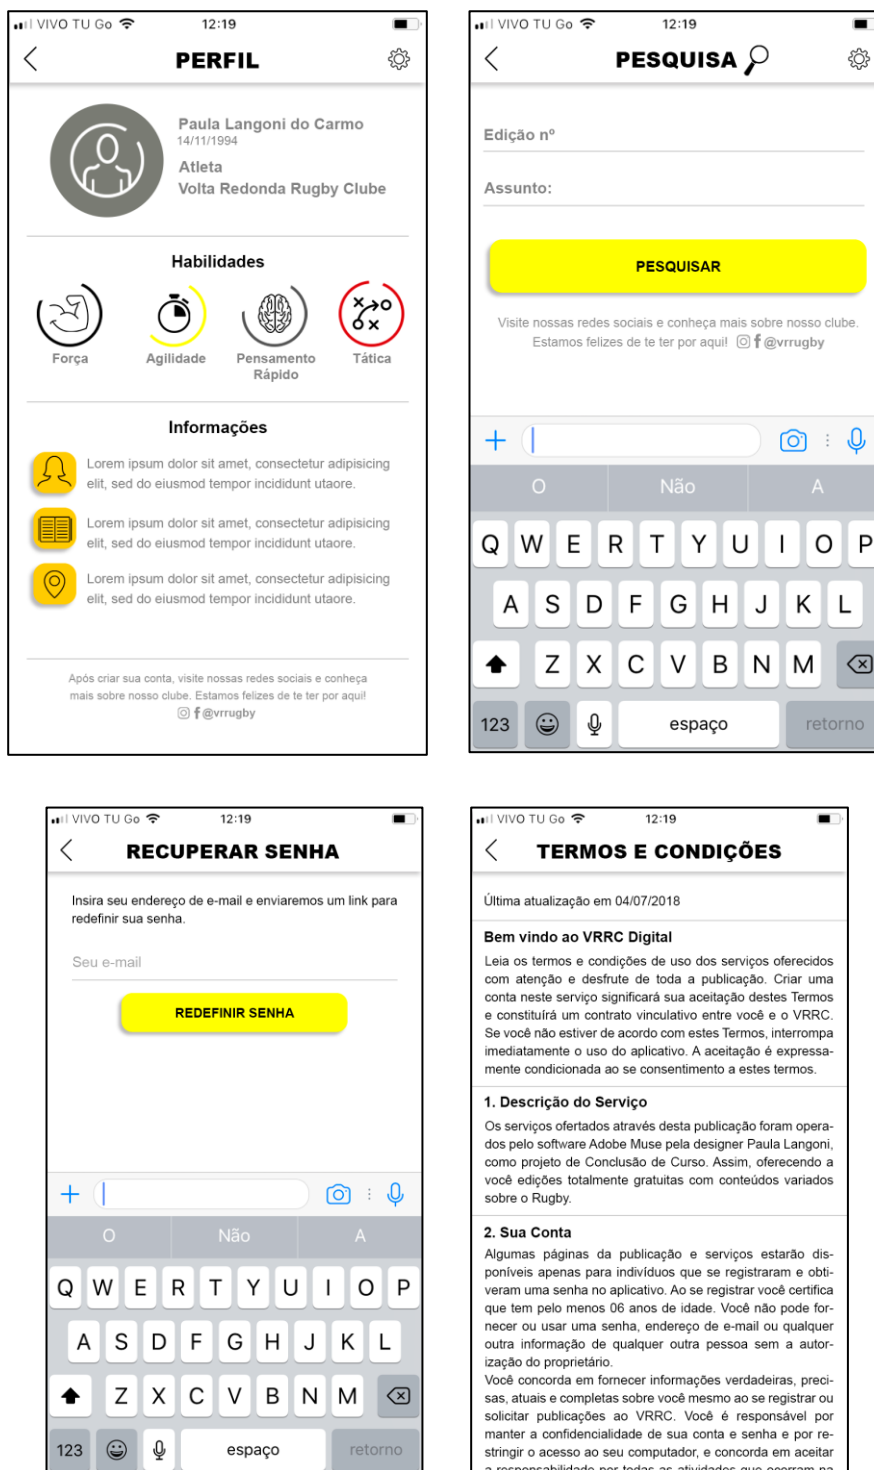 VIVO TU Go 12:19
PERFIL
Paula Langoni do Carmo
14/11/1994
Atleta
Volta Redonda Rugby Clube
Habilidades
Força
Agilidade
Pensamento
Rápido
Tática
Informações
Lorem ipsum dolor sit amet, consectetur adipisicing
elit, sed do eiusmod tempor incididunt utaore.
Lorem ipsum dolor sit amet, consectetur adipisicing
elit, sed do eiusmod tempor incididunt utaore.
Lorem ipsum dolor sit amet, consectetur adipisicing
elit, sed do eiusmod tempor incididunt utaore.
Após criar sua conta, visite nossas redes sociais e conheça
mais sobre nosso clube. Estamos felizes de te ter por aqui!
@vrrugby
VIVO TU Go 12:19
PESQUISA
Edição nº
Assunto:
PESQUISAR
Visite nossas redes sociais e conheça mais sobre nosso clube.
Estamos felizes de te ter por aqui! @vrrugby
O Não A
Q W E R T Y U I O P
A S D F G H J K L
Z X C V B N M
123 espaço retorno
VIVO TU Go 12:19
RECUPERAR SENHA
Insira seu endereço de e-mail e enviaremos um link para
redefinir sua senha.
Seu e-mail
REDEFINIR SENHA
O Não A
Q W E R T Y U I O P
A S D F G H J K L
Z X C V B N M
123 espaço retorno
VIVO TU Go 12:19
TERMOS E CONDIÇÕES
Última atualização em 04/07/2018
Bem vindo ao VRRC Digital
Leia os termos e condições de uso dos serviços oferecidos
com atenção e desfrute de toda a publicação. Criar uma
conta neste serviço significará sua aceitação destes Termos
e constituírá um contrato vinculativo entre você e o VRRC.
Se você não estiver de acordo com estes Termos, interrompa
imediatamente o uso do aplicativo. A aceitação é expressa-
mente condicionada ao se consentimento a estes termos.
1. Descrição do Serviço
Os serviços ofertados através desta publicação foram opera-
dos pelo software Adobe Muse pela designer Paula Langoni,
como projeto de Conclusão de Curso. Assim, oferecendo a
você edições totalmente gratuitas com conteúdos variados
sobre o Rugby.
2. Sua Conta
Algumas páginas da publicação e serviços estarão dis-
poníveis apenas para indivíduos que se registraram e obti-
veram uma senha no aplicativo. Ao se registrar você certifica
que tem pelo menos 06 anos de idade. Você não pode for-
necer ou usar uma senha, endereço de e-mail ou qualquer
outra informação de qualquer outra pessoa sem a autor-
ização do proprietário.
Você concorda em fornecer informações verdadeiras, preci-
sas, atuais e completas sobre você mesmo ao se registrar ou
solicitar publicações ao VRRC. Você é responsável por
manter a confidencialidade de sua conta e senha e por re-
stringir o acesso ao seu computador, e concorda em aceitar
a responsabilidade por todas as atividades que ocorram na